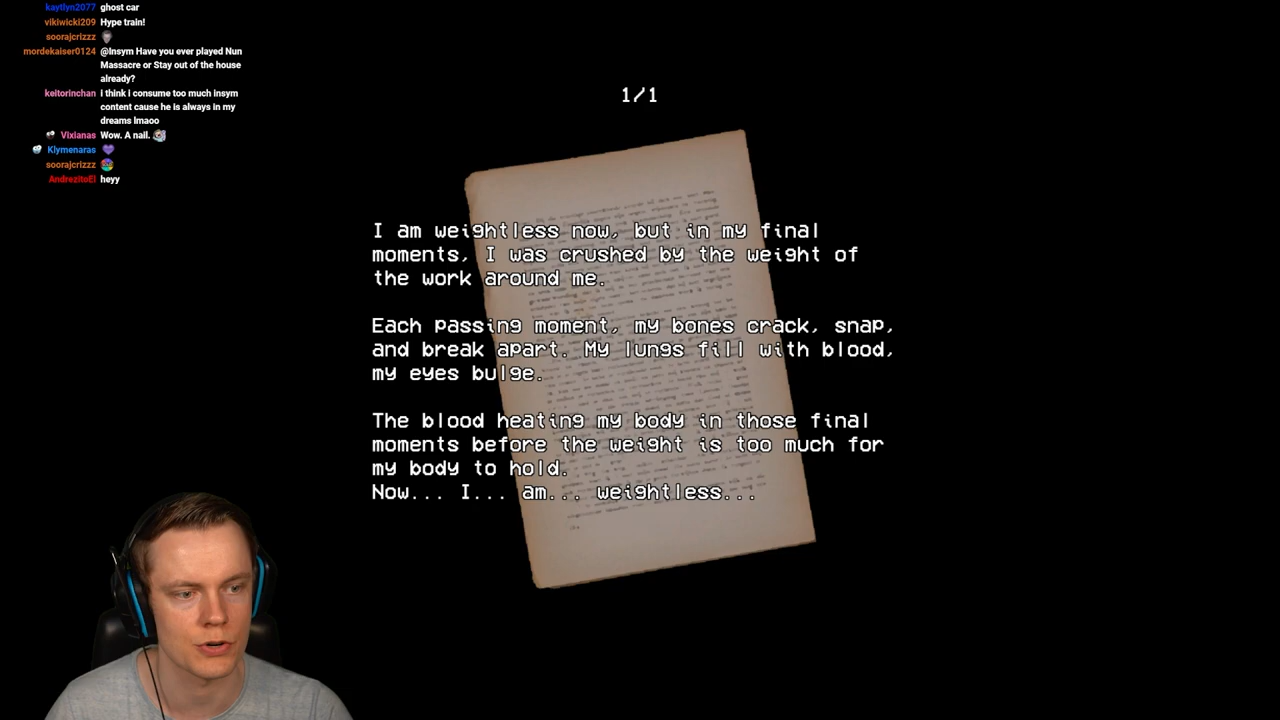 kaytlyn2077 ghost car
vikiwicki209 Hype train!
soorajcrizzz
mordekaiser0124 @Insym Have you ever played Nun
Massacre or Stay out of the house
already?
keitorinchan i think i consume too much insym
content cause he is always in my
dreams lmaoo
Vixianas Wow. A nail.
Klymenaras
soorajcrizzz
AndrezitoEl heyy
1/1
I am weightless now, but in my final
moments, I was crushed by the weight of
the work around me.
Each passing moment, my bones crack, snap,
and break apart. My lungs fill with blood,
my eyes bulge.
The blood heating my body in those final
moments before the weight is too much for
my body to hold.
Now... I... am... weightless...